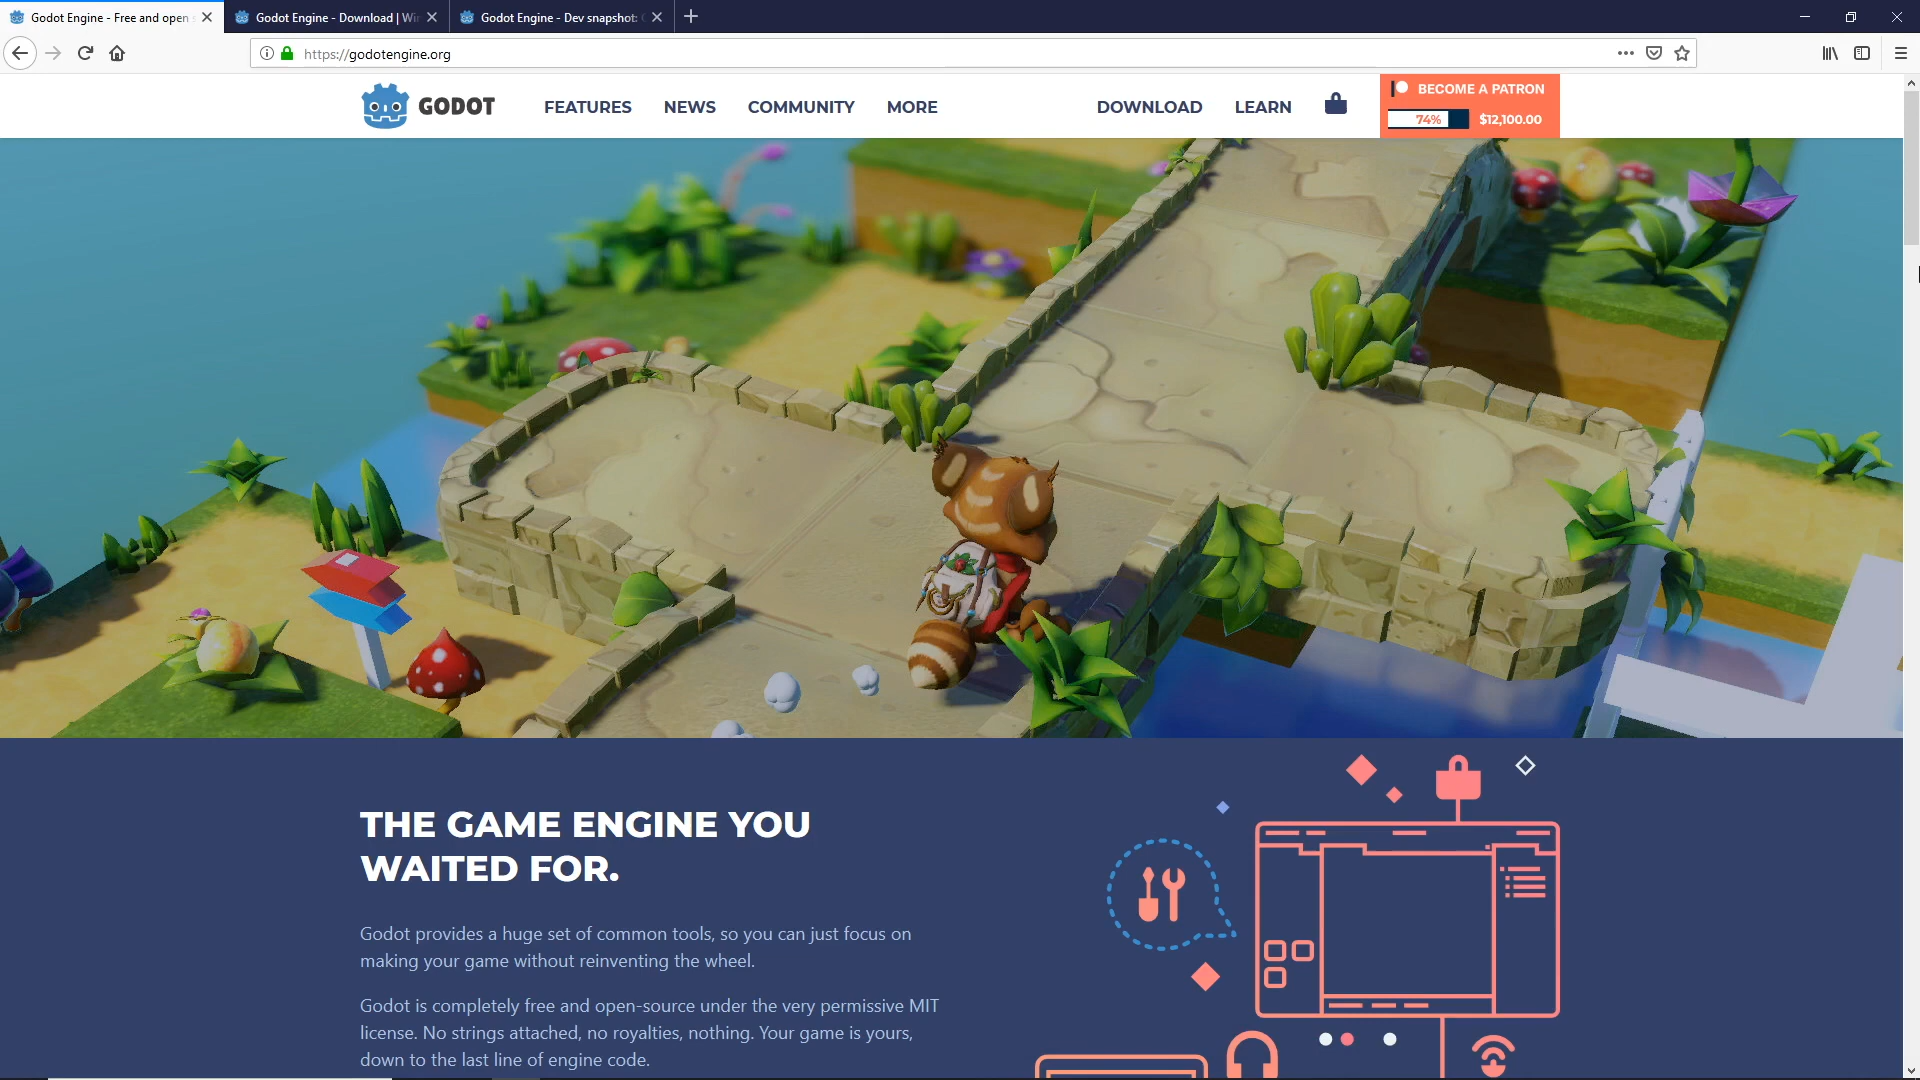 Godot Engine - Free and open s
Godot Engine - Download | Wi
Godot Engine - Dev snapshot:
https://godotengine.org
GODOT
FEATURES
NEWS
COMMUNITY
MORE
DOWNLOAD
LEARN
BECOME A PATRON
74%
$12,100.00
THE GAME ENGINE YOU
WAITED FOR.
Godot provides a huge set of common tools, so you can just focus on
making your game without reinventing the wheel.
Godot is completely free and open-source under the very permissive MIT
license. No strings attached, no royalties, nothing. Your game is yours,
down to the last line of engine code.